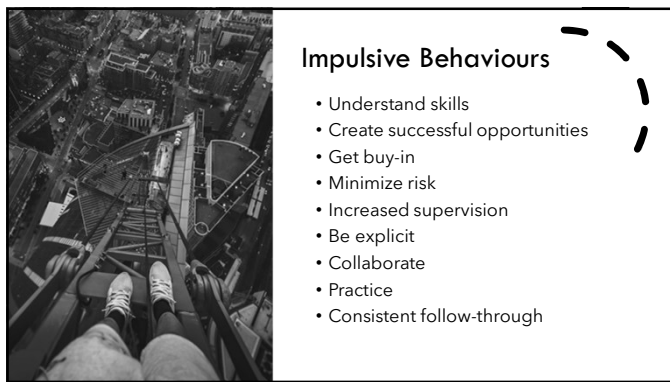 Impulsive Behaviours
• Understand skills
• Create successful opportunities
• Get buy-in
• Minimize risk
• Increased supervision
• Be explicit
• Collaborate
• Practice
• Consistent follow-through